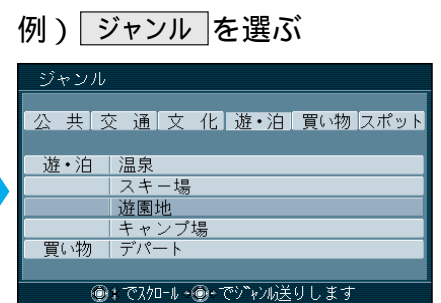 例) ジャンル を選ぶ
ジャンル
公 共 交 通 文 化 遊・泊 買い物 スポット
遊・泊 温泉
スキー場
遊園地
キャンプ場
買い物 デパート
でｽｸﾛｰﾙ でｼﾞｬﾝﾙ送りします